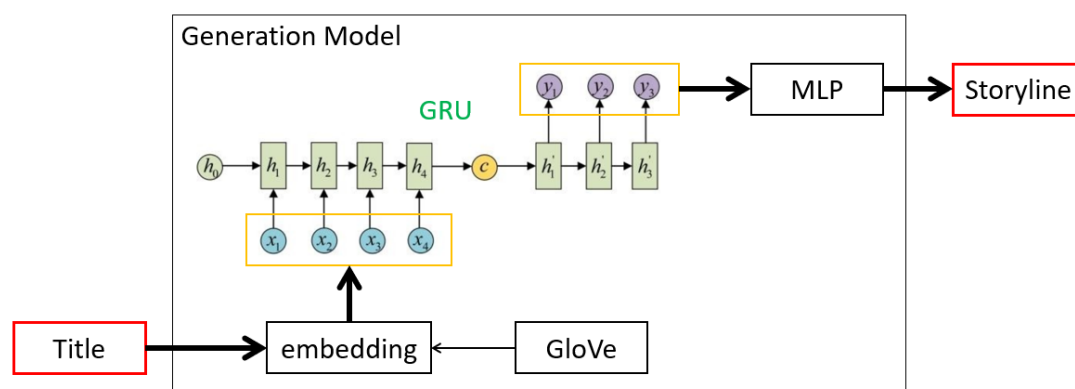 Generation Model
y₁ y₂ y₃
MLP
Storyline
GRU
h₀ h₁ h₂ h₃ h₄ c h'₁ h'₂ h'₃
x₁ x₂ x₃ x₄
Title
embedding
GloVe